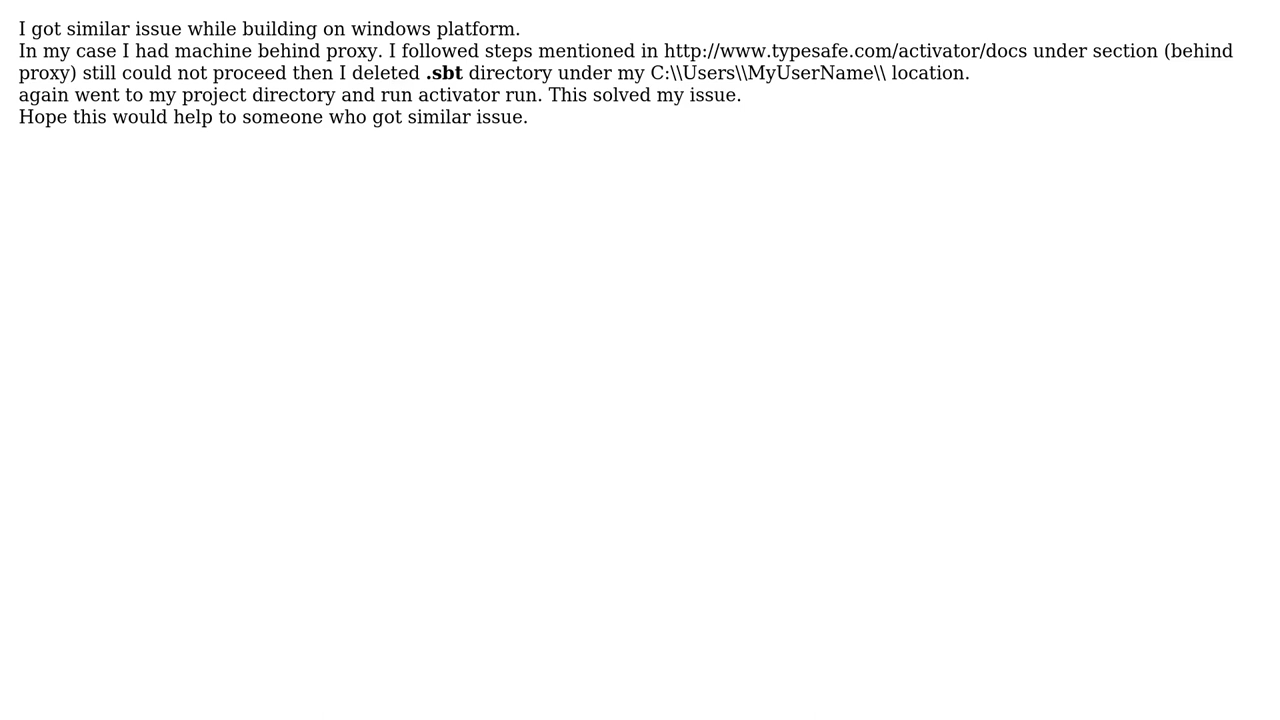 I got similar issue while building on windows platform.
In my case I had machine behind proxy. I followed steps mentioned in http://www.typesafe.com/activator/docs under section (behind
proxy) still could not proceed then I deleted .sbt directory under my C:\\Users\\MyUserName\\ location.
again went to my project directory and run activator run. This solved my issue.
Hope this would help to someone who got similar issue.